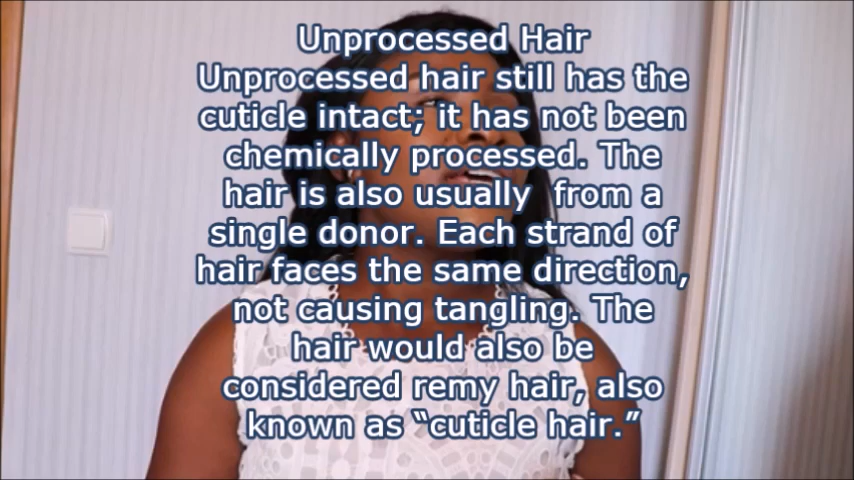 Unprocessed Hair
Unprocessed hair still has the
cuticle intact; it has not been
chemically processed. The
hair is also usually from a
single donor. Each strand of
hair faces the same direction,
not causing tangling. The
hair would also be
considered remy hair, also
known as “cuticle hair.”